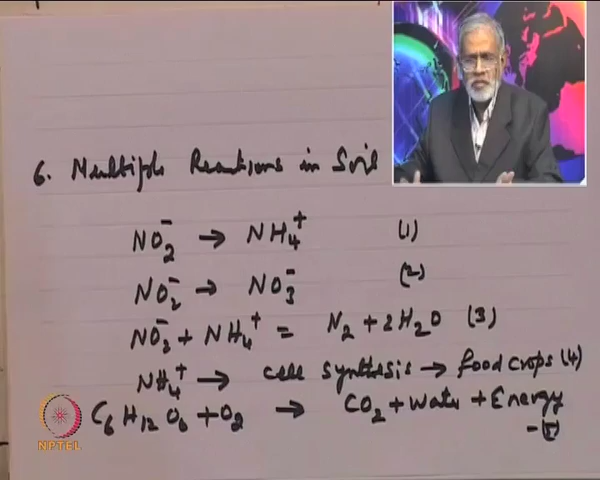 6. Multiple Reactions in Soil
NO₂⁻ → NH₄⁺ (1)
NO₂⁻ → NO₃⁻ (2)
NO₂⁻ + NH₄⁺ = N₂ + 2H₂O (3)
NH₄⁺ → cell synthesis → food crops (4)
C₆H₁₂O₆ + O₂ → CO₂ + Water + Energy
- (5)
NPTEL